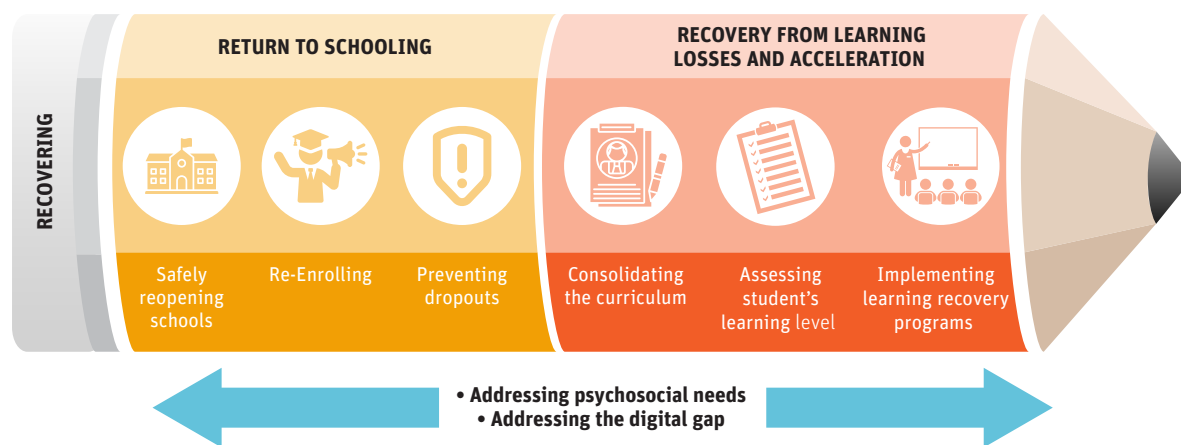 RECOVERING
RETURN TO SCHOOLING
RECOVERY FROM LEARNING
LOSSES AND ACCELERATION
Safely
reopening
schools
Re-Enrolling
Preventing
dropouts
Consolidating
the curriculum
Assessing
student’s
learning level
Implementing
learning recovery
programs
• Addressing psychosocial needs
• Addressing the digital gap